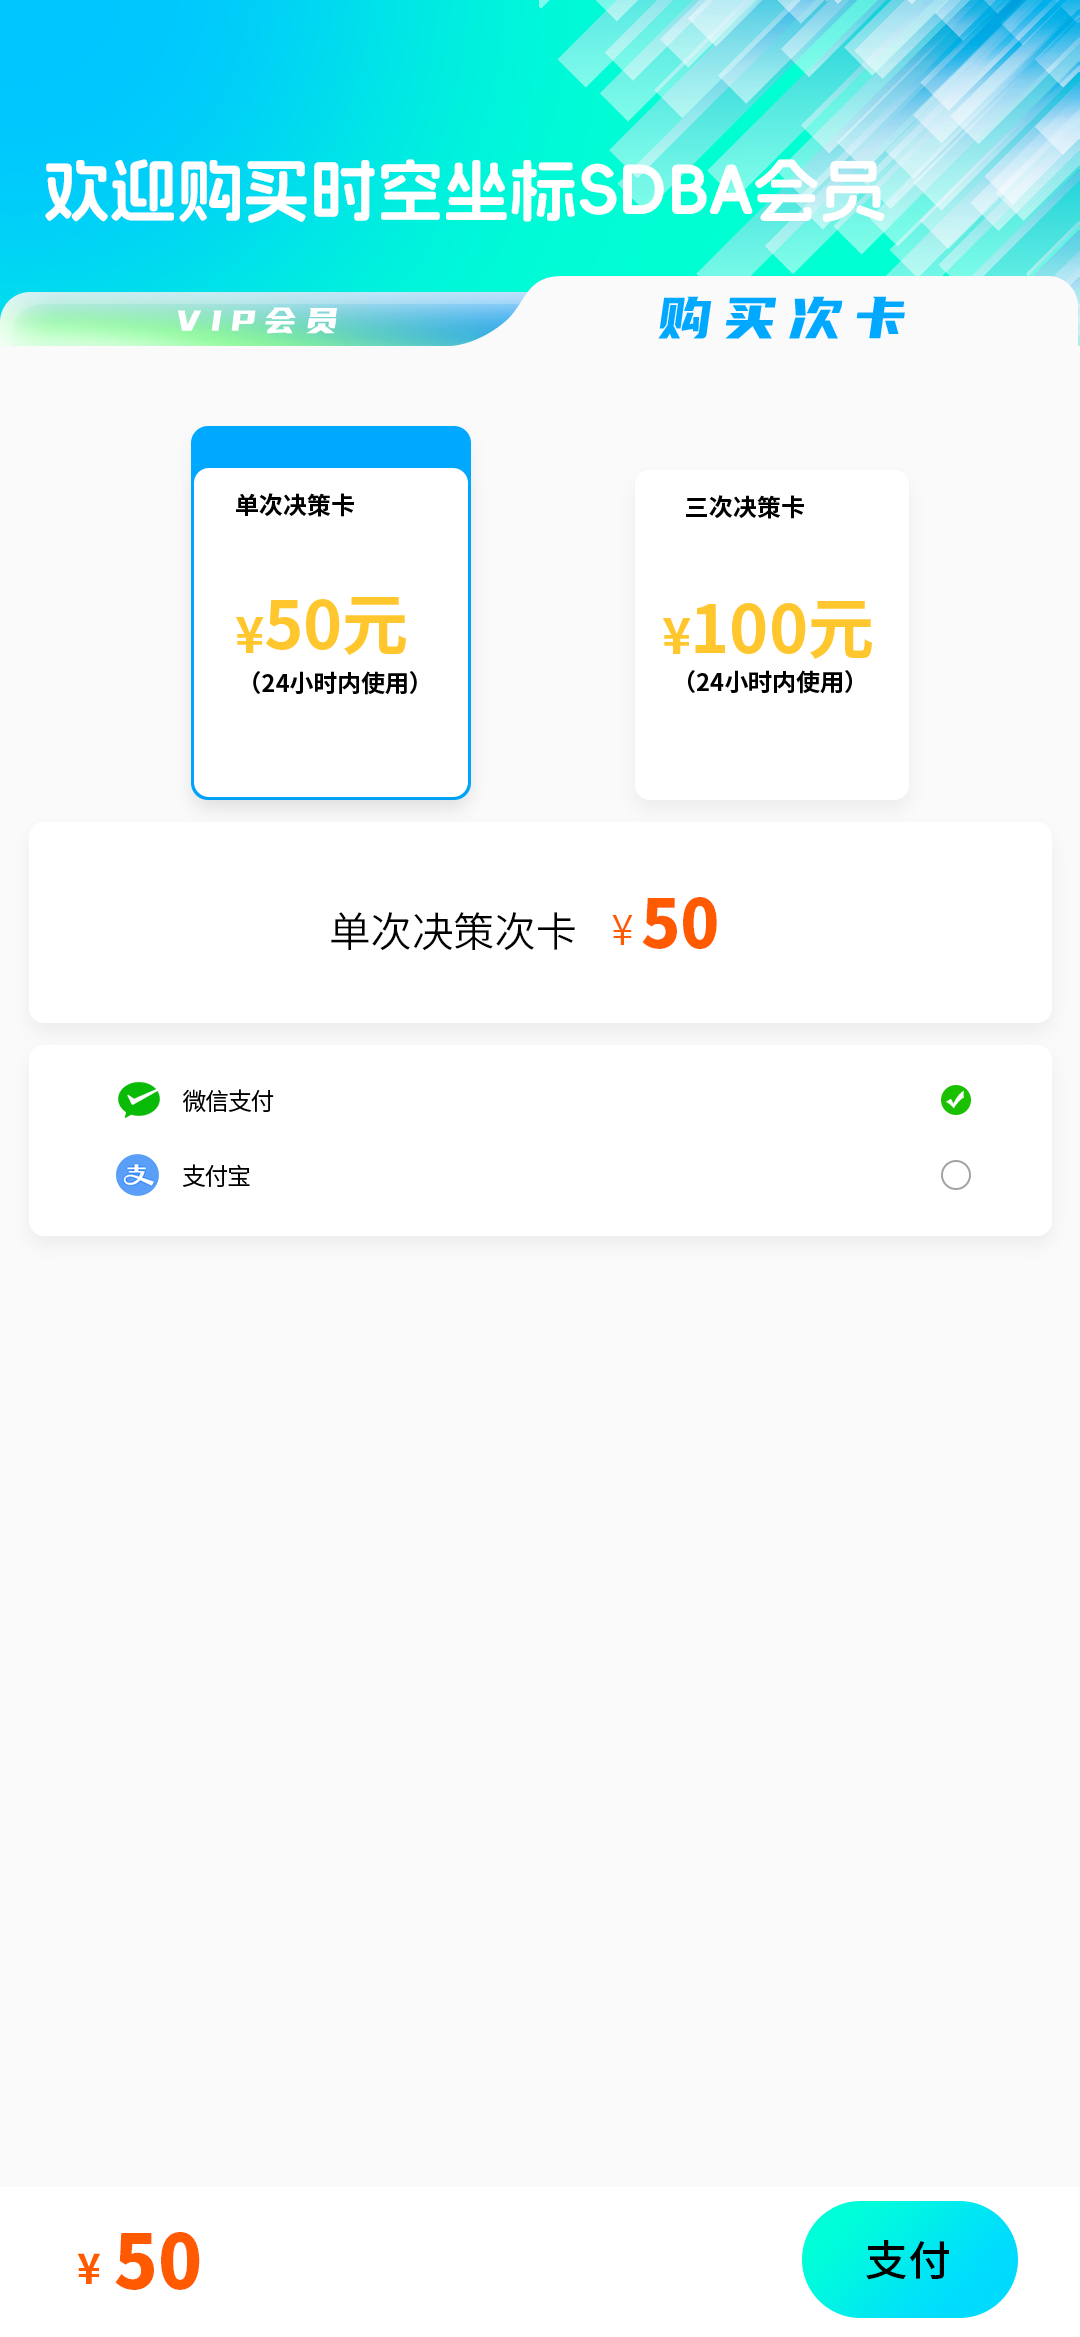 欢迎购买时空坐标SDBA会员
VIP会员
购买次卡
单次决策卡
¥50元
（24小时内使用）
三次决策卡
¥100元
（24小时内使用）
单次决策次卡 ¥50
微信支付
支付宝
¥50
支付